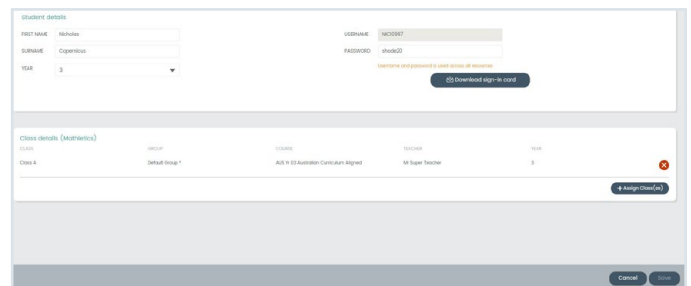 Student details
FIRST NAME Nicholas USERNAME NIC10967
SURNAME Copernicus PASSWORD shade20
YEAR 3 Username and password is used across all resources
Download sign-in card
Class details (Mathletics)
CLASS GROUP COURSE TEACHER YEAR
Class A Default Group * AUS Yr 03 Australian Curriculum Aligned Mr Super Teacher 3
+ Assign Class(es)
Cancel Save